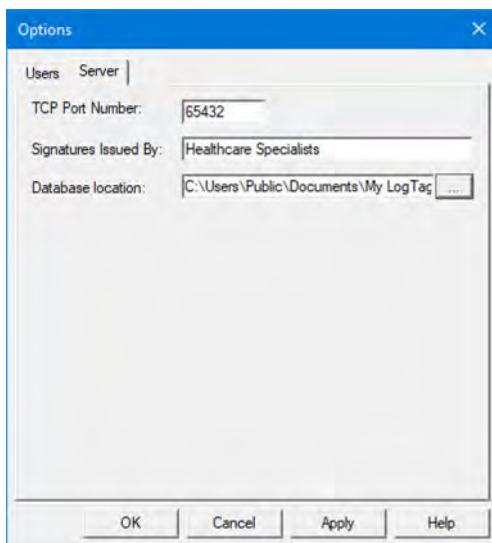 Options
Users Server
TCP Port Number: 65432
Signatures Issued By: Healthcare Specialists
Database location: C:\Users\Public\Documents\My LogTag ...
OK Cancel Apply Help